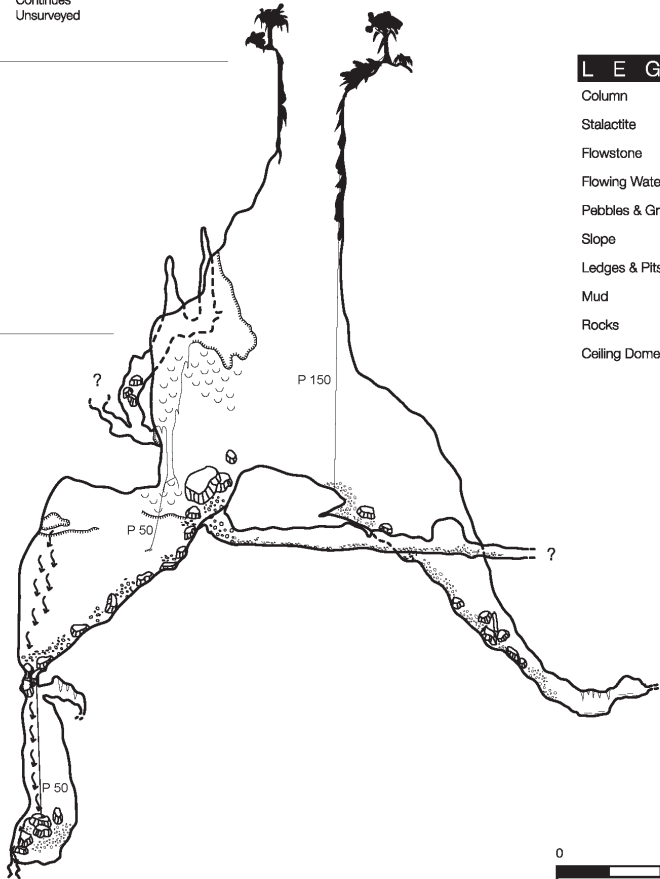 Continues
Unsurveyed
L E G
Column
Stalactite
Flowstone
Flowing Wate
Pebbles & Gr
Slope
Ledges & Pits
Mud
Rocks
Ceiling Dome
?
P 150
P 50
?
P 50
0